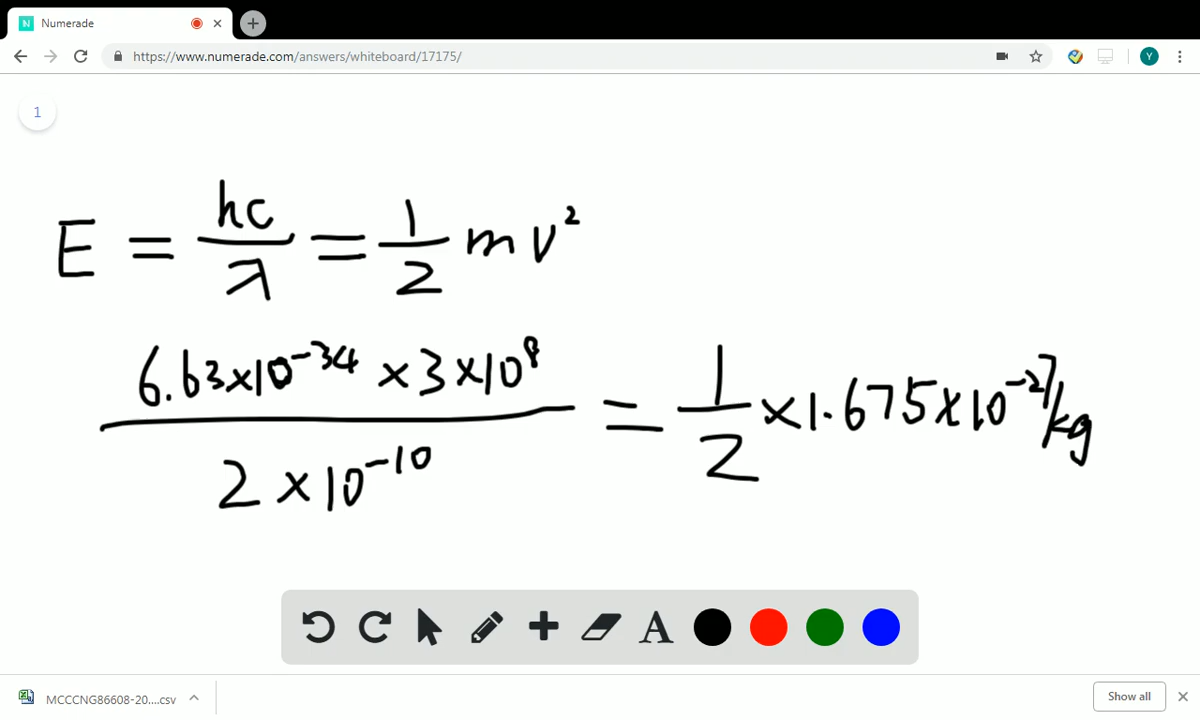 Numerade
https://www.numerade.com/answers/whiteboard/17175/
Y
1
E = hc/λ = 1/2 mv²
6.63×10⁻³⁴ × 3×10⁸ / 2×10⁻¹⁰ = 1/2 ×1.675×10⁻²⁷ kg
A
MCCCNG86608-20....csv
Show all